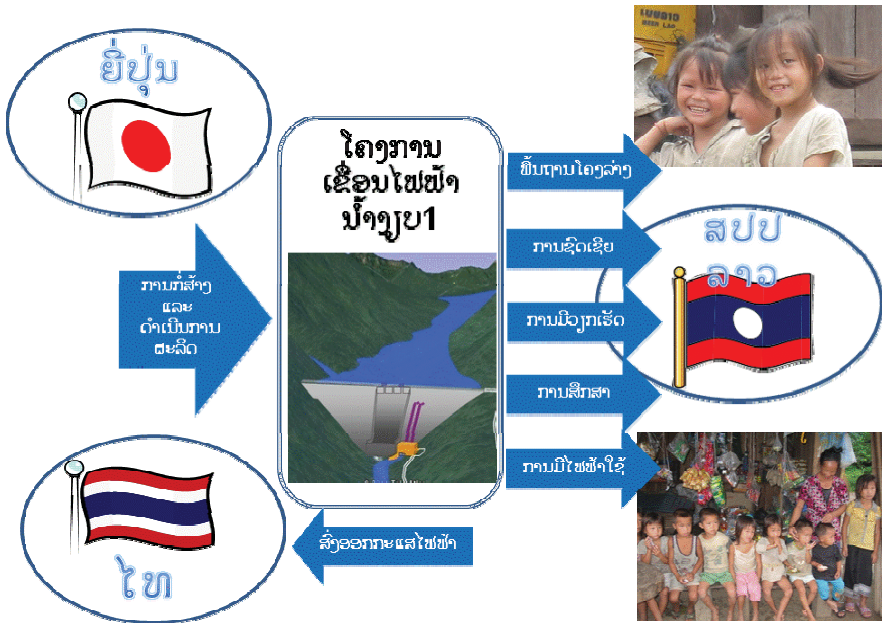 ຍີ່ປຸ່ນ
ການກໍ່ສ້າງ
ແລະ
ດຳເນີນການ
ຜະລິດ
ໄທ
ໂຄງການ
ເຂື່ອນໄຟຟ້າ
ນ້ຳງຽບ1
ສົ່ງອອກກະແສໄຟຟ້າ
ພື້ນຖານໂຄງລ່າງ
ການຊົດເຊີຍ
ການມີວຽກເຮັດ
ການສຶກສາ
ການມີໄຟຟ້າໃຊ້
ສປປ
ລາວ